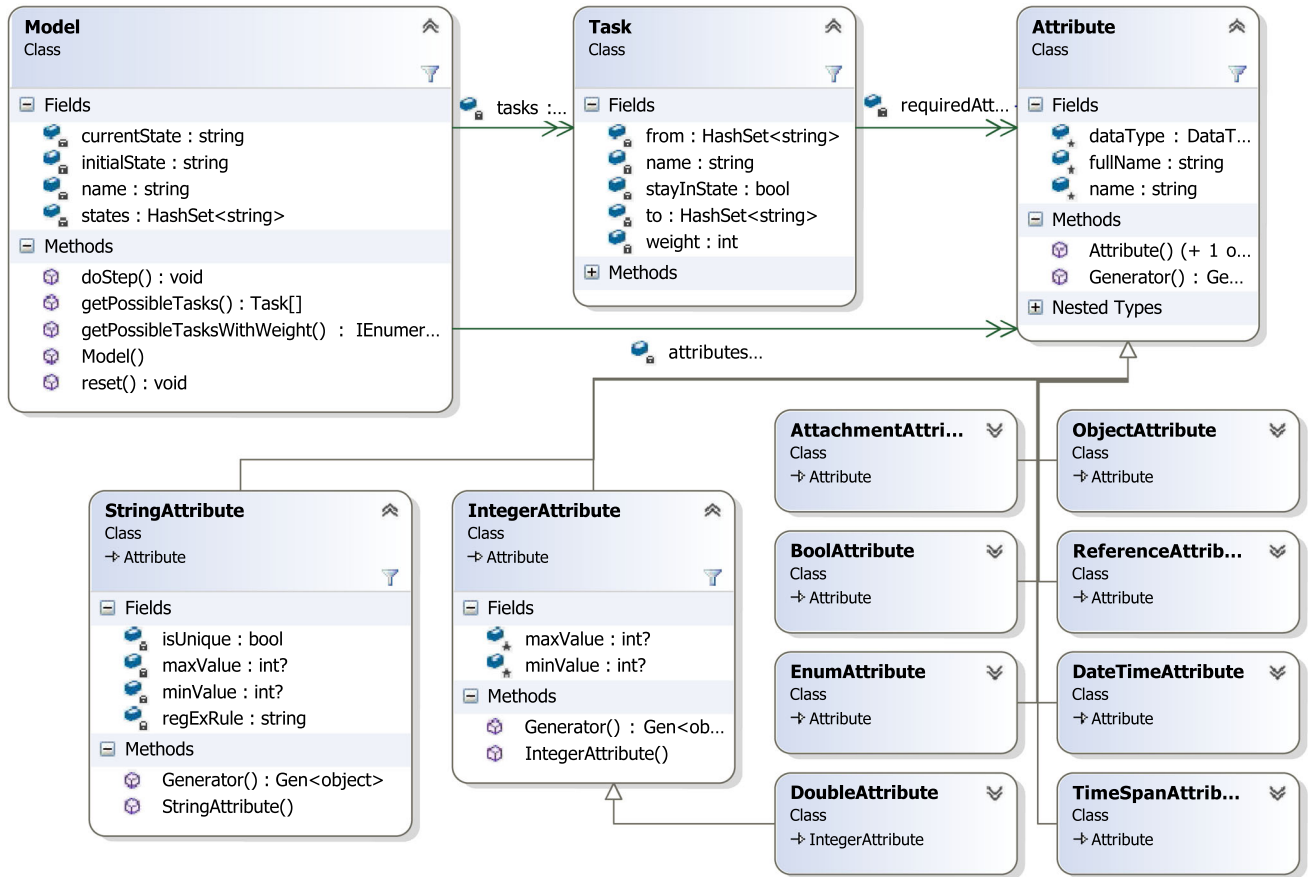 Model
Class
Fields
currentState : string
initialState : string
name : string
states : HashSet<string>
Methods
doStep() : void
getPossibleTasks() : Task[]
getPossibleTasksWithWeight() : IEnumer...
Model()
reset() : void
tasks :...
Task
Class
Fields
from : HashSet<string>
name : string
stayInState : bool
to : HashSet<string>
weight : int
Methods
requiredAtt...
Attribute
Class
Fields
dataType : DataT...
fullName : string
name : string
Methods
Attribute() (+ 1 o...
Generator() : Ge...
Nested Types
attributes...
StringAttribute
Class
Attribute
Fields
isUnique : bool
maxValue : int?
minValue : int?
regExRule : string
Methods
Generator() : Gen<object>
StringAttribute()
IntegerAttribute
Class
Attribute
Fields
maxValue : int?
minValue : int?
Methods
Generator() : Gen<ob...
IntegerAttribute()
AttachmentAttri...
Class
Attribute
ObjectAttribute
Class
Attribute
BoolAttribute
Class
Attribute
ReferenceAttrib...
Class
Attribute
EnumAttribute
Class
Attribute
DateTimeAttribute
Class
Attribute
DoubleAttribute
Class
IntegerAttribute
TimeSpanAttrib...
Class
Attribute